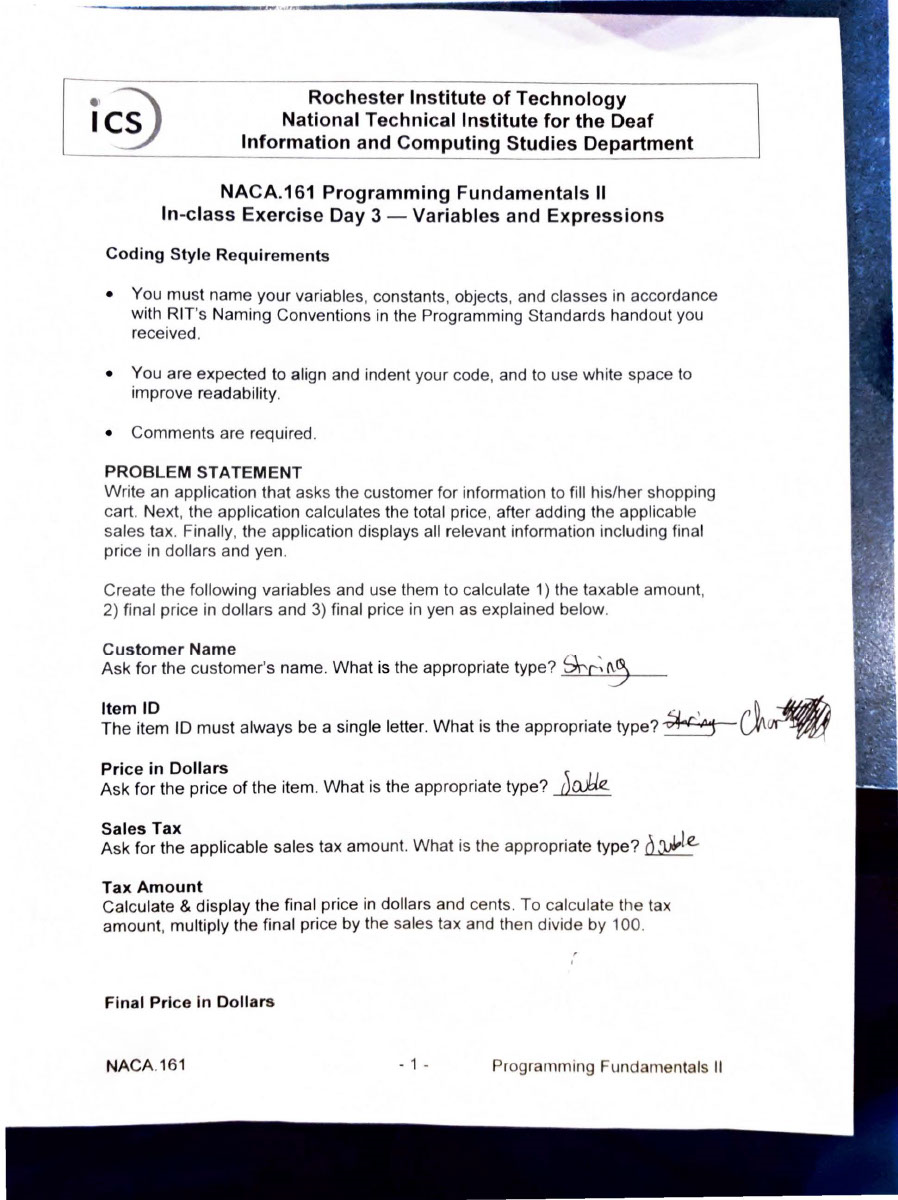 ics
Rochester Institute of Technology
National Technical Institute for the Deaf
Information and Computing Studies Department
NACA.161 Programming Fundamentals II
In-class Exercise Day 3 — Variables and Expressions
Coding Style Requirements
• You must name your variables, constants, objects, and classes in accordance
with RIT's Naming Conventions in the Programming Standards handout you
received.
• You are expected to align and indent your code, and to use white space to
improve readability.
• Comments are required.
PROBLEM STATEMENT
Write an application that asks the customer for information to fill his/her shopping
cart. Next, the application calculates the total price, after adding the applicable
sales tax. Finally, the application displays all relevant information including final
price in dollars and yen.
Create the following variables and use them to calculate 1) the taxable amount,
2) final price in dollars and 3) final price in yen as explained below.
Customer Name
Ask for the customer's name. What is the appropriate type? String
Item ID
The item ID must always be a single letter. What is the appropriate type? String Char
Price in Dollars
Ask for the price of the item. What is the appropriate type? double
Sales Tax
Ask for the applicable sales tax amount. What is the appropriate type? double
Tax Amount
Calculate & display the final price in dollars and cents. To calculate the tax
amount, multiply the final price by the sales tax and then divide by 100.
Final Price in Dollars
NACA.161 - 1 - Programming Fundamentals II